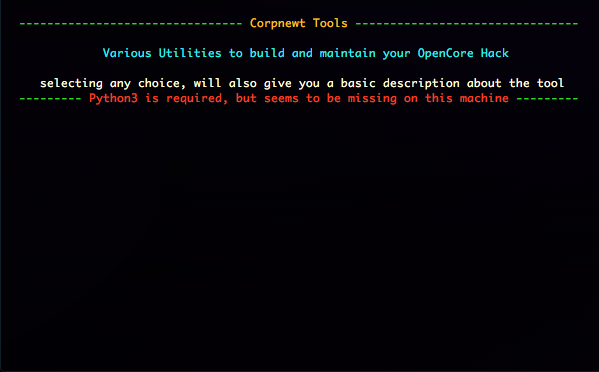 -------------------------------- Corpnewt Tools --------------------------------
Various Utilities to build and maintain your OpenCore Hack
selecting any choice, will also give you a basic description about the tool
--------- Python3 is required, but seems to be missing on this machine ---------